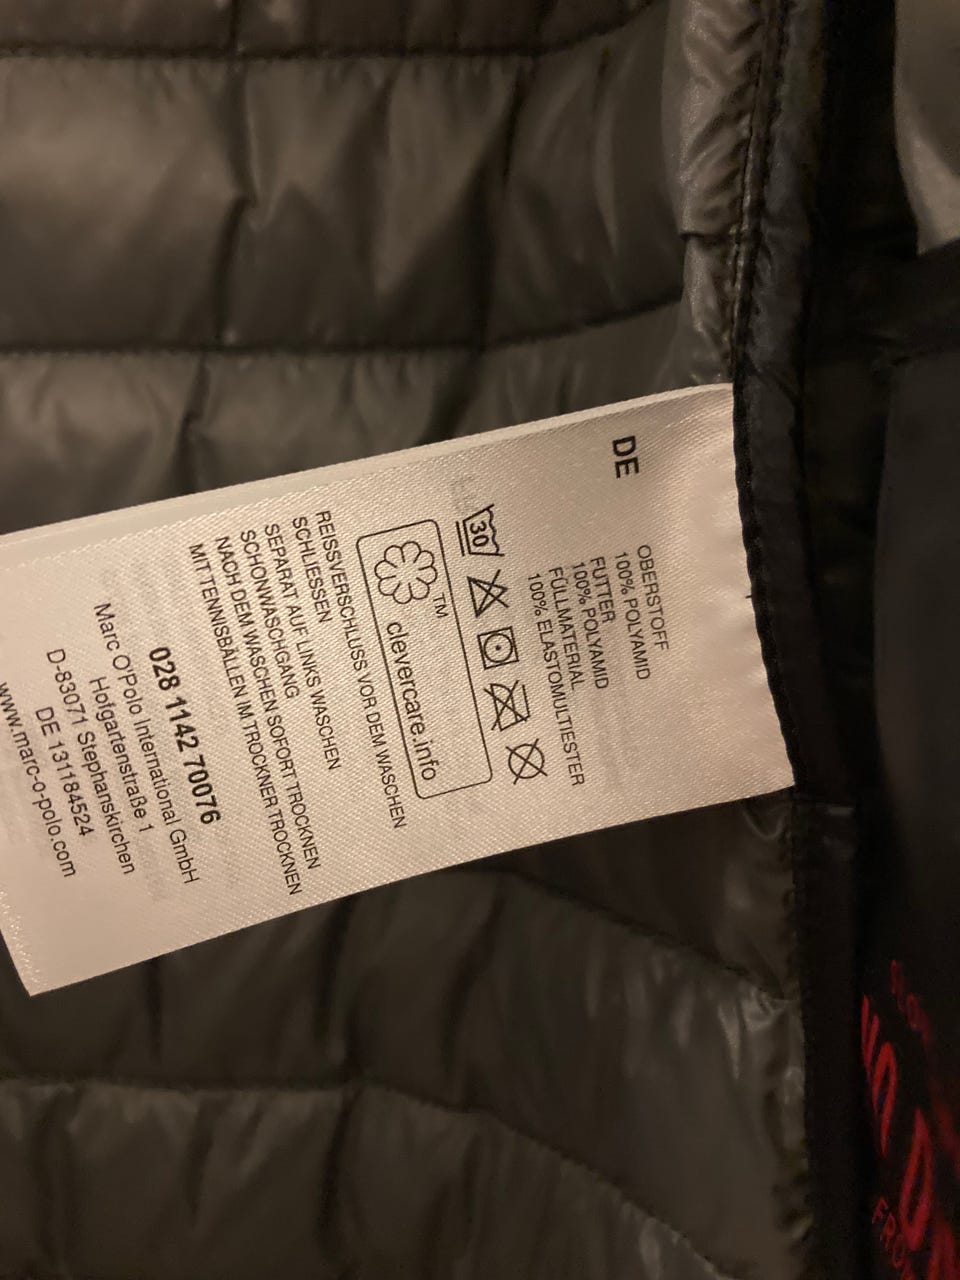 DE
OBERSTOFF
100% POLYAMID
FUTTER
100% POLYAMID
FÜLLMATERIAL
100% ELASTOMULTIESTER
30
clevercare.info
TM
REISSVERSCHLUSS VOR DEM WASCHEN
SCHLIESSEN
SEPARAT AUF LINKS WASCHEN
SCHONWASCHGANG
NACH DEM WASCHEN SOFORT TROCKNEN
MIT TENNISBÄLLEN IM TROCKNER TROCKNEN
028 1142 70076
Marc O'Polo International GmbH
Hofgartenstraße 1
D-83071 Stephanskirchen
DE 131184524
www.marc-o-polo.com